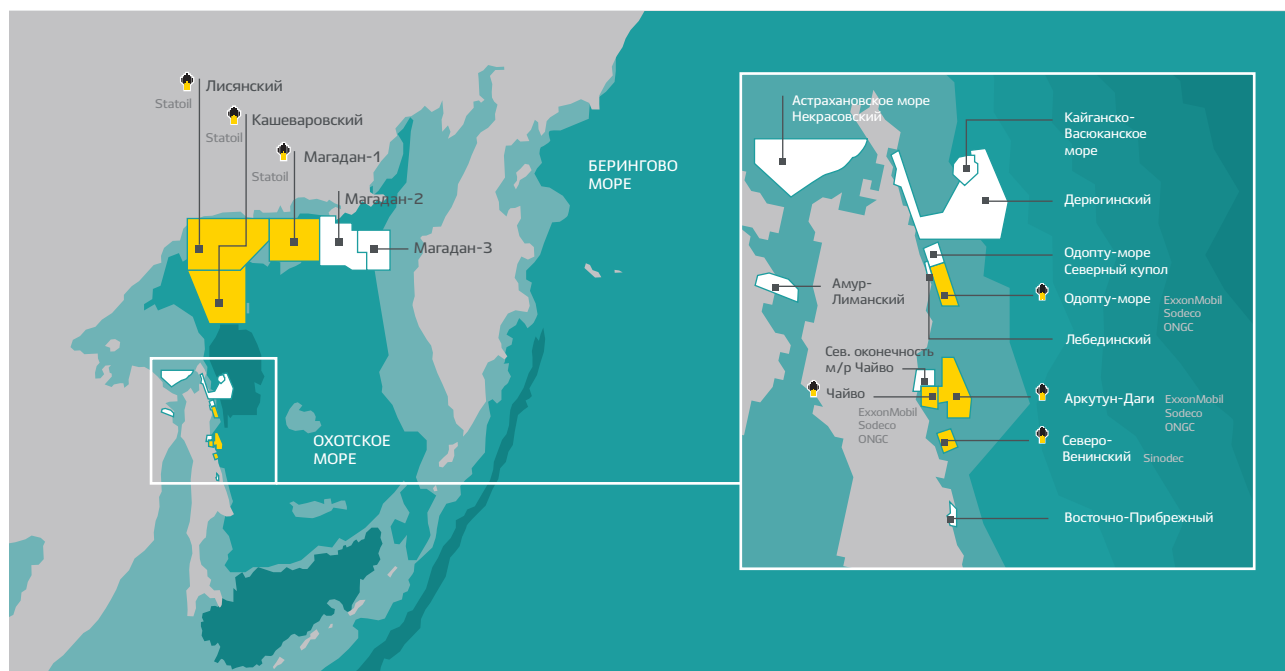 Лисянский
Statoil
Кашеваровский
Statoil
Магадан-1
Statoil
Магадан-2
Магадан-3
БЕРИНГОВО
МОРЕ
ОХОТСКОЕ
МОРЕ
Астрахановское море
Некрасовский
Кайганско-
Васюканское
море
Дерюгинский
Одопту-море
Северный купол
Амур-
Лиманский
Одопту-море
ExxonMobil
Sodeco
ONGC
Лебединский
Сев. оконечность
м/р Чайво
Чайво
ExxonMobil
Sodeco
ONGC
Аркутун-Даги
ExxonMobil
Sodeco
ONGC
Северо-
Венинский
Sinodec
Восточно-Прибрежный